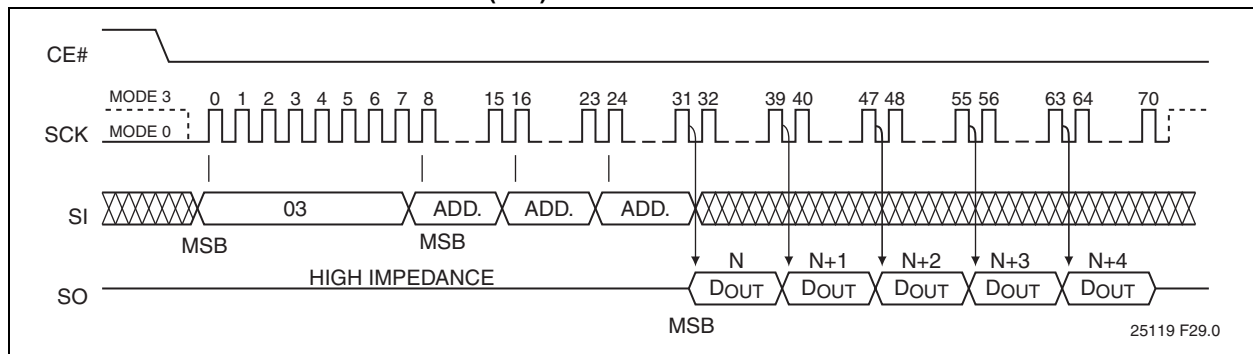 CE#
MODE 3
0 1 2 3 4 5 6 7 8 15 16 23 24 31 32 39 40 47 48 55 56 63 64 70
SCK MODE 0
SI 03 ADD. ADD. ADD.
MSB MSB
HIGH IMPEDANCE N N+1 N+2 N+3 N+4
SO DOUT DOUT DOUT DOUT DOUT
MSB
25119 F29.0